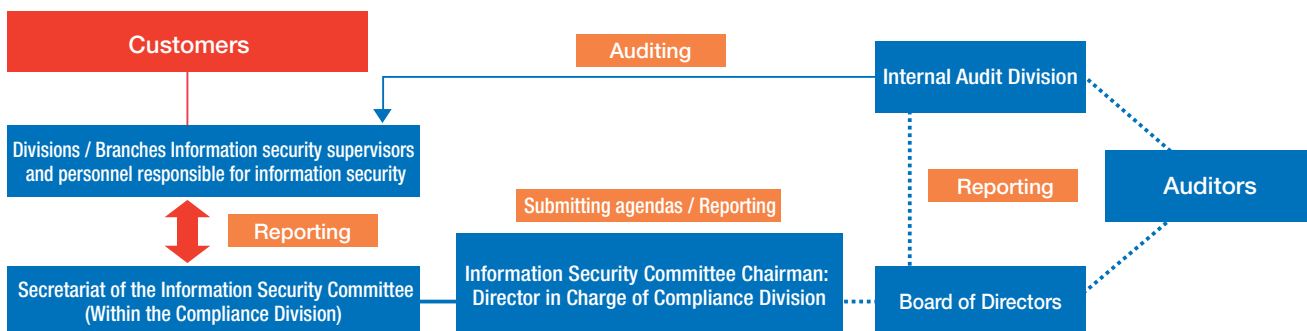 Customers
Auditing
Internal Audit Division
Divisions / Branches Information security supervisors
and personnel responsible for information security
Reporting
Auditors
Submitting agendas / Reporting
Reporting
Secretariat of the Information Security Committee
(Within the Compliance Division)
Information Security Committee Chairman:
Director in Charge of Compliance Division
Board of Directors